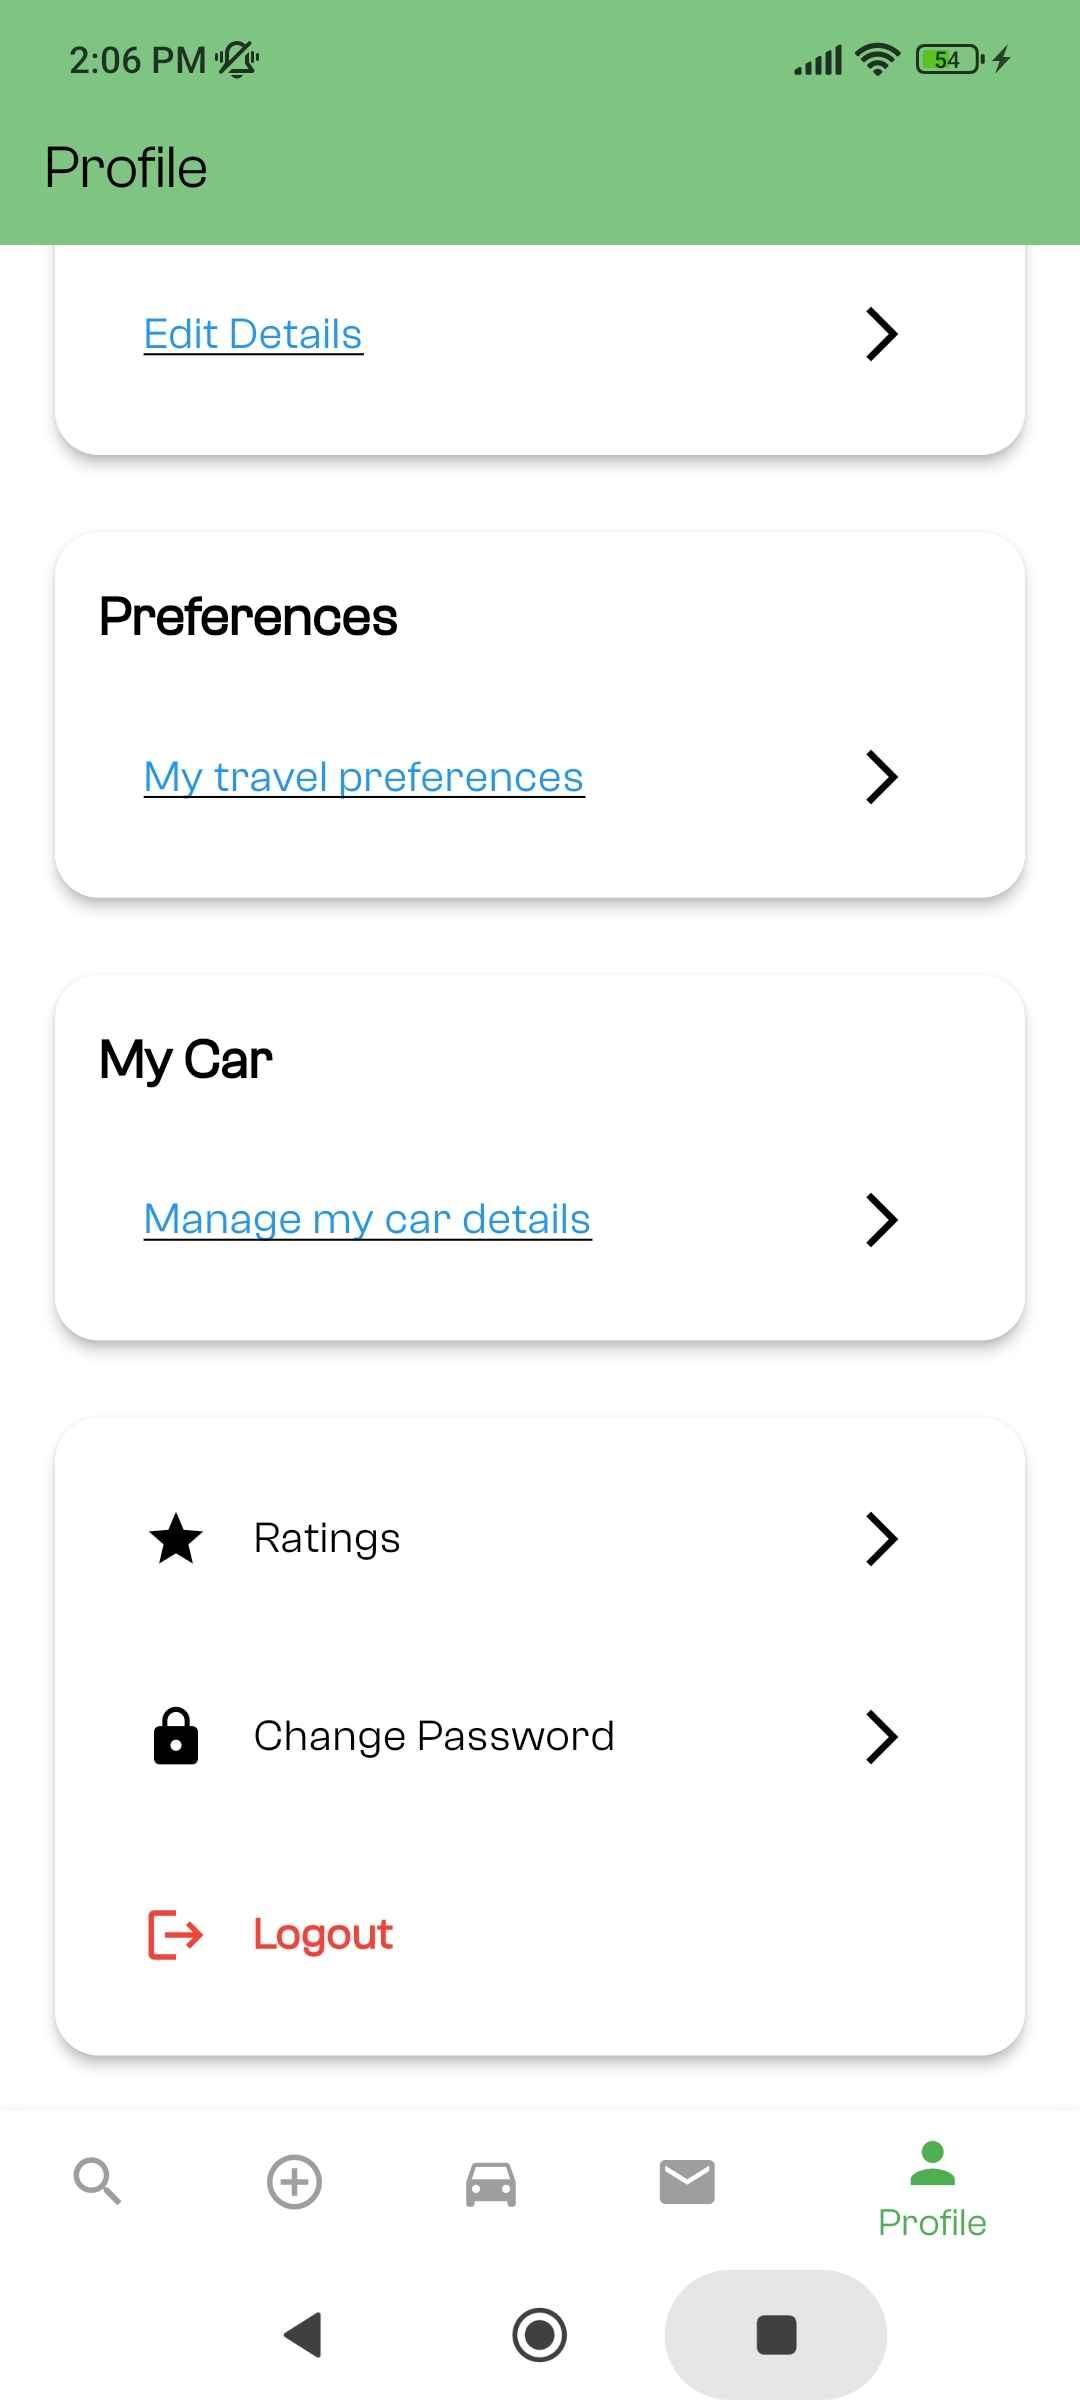 2:06 PM
54
Profile
Edit Details
Preferences
My travel preferences
My Car
Manage my car details
Ratings
Change Password
Logout
Profile